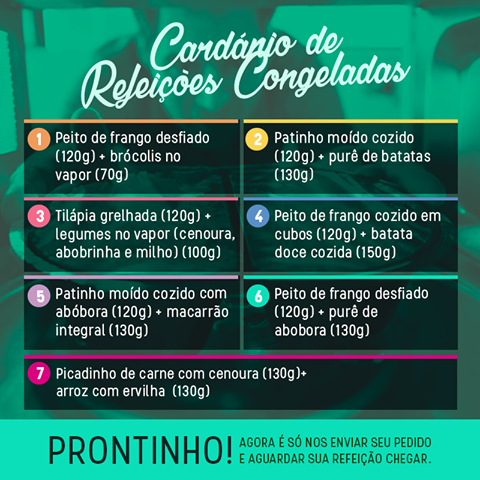 Cardápio de
Refeições Congeladas
1 Peito de frango desfiado
(120g) + brócolis no
vapor (70g)
2 Patinho moído cozido
(120g) + purê de batatas
(130g)
3 Tilápia grelhada (120g) +
legumes no vapor (cenoura,
abobrinha e milho) (100g)
4 Peito de frango cozido em
cubos (120g) + batata
doce cozida (150g)
5 Patinho moído cozido com
abóbora (120g) + macarrão
integral (130g)
6 Peito de frango desfiado
(120g) + purê de
abobora (130g)
7 Picadinho de carne com cenoura (130g)+
arroz com ervilha (130g)
PRONTINHO!
AGORA É SÓ NOS ENVIAR SEU PEDIDO
E AGUARDAR SUA REFEIÇÃO CHEGAR.